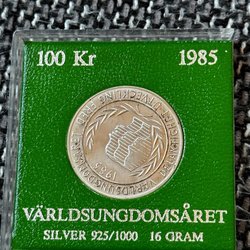 100 Kr 1985
VÄRLDSUNGDOMSÅRET
SILVER 925/1000 16 GRAM